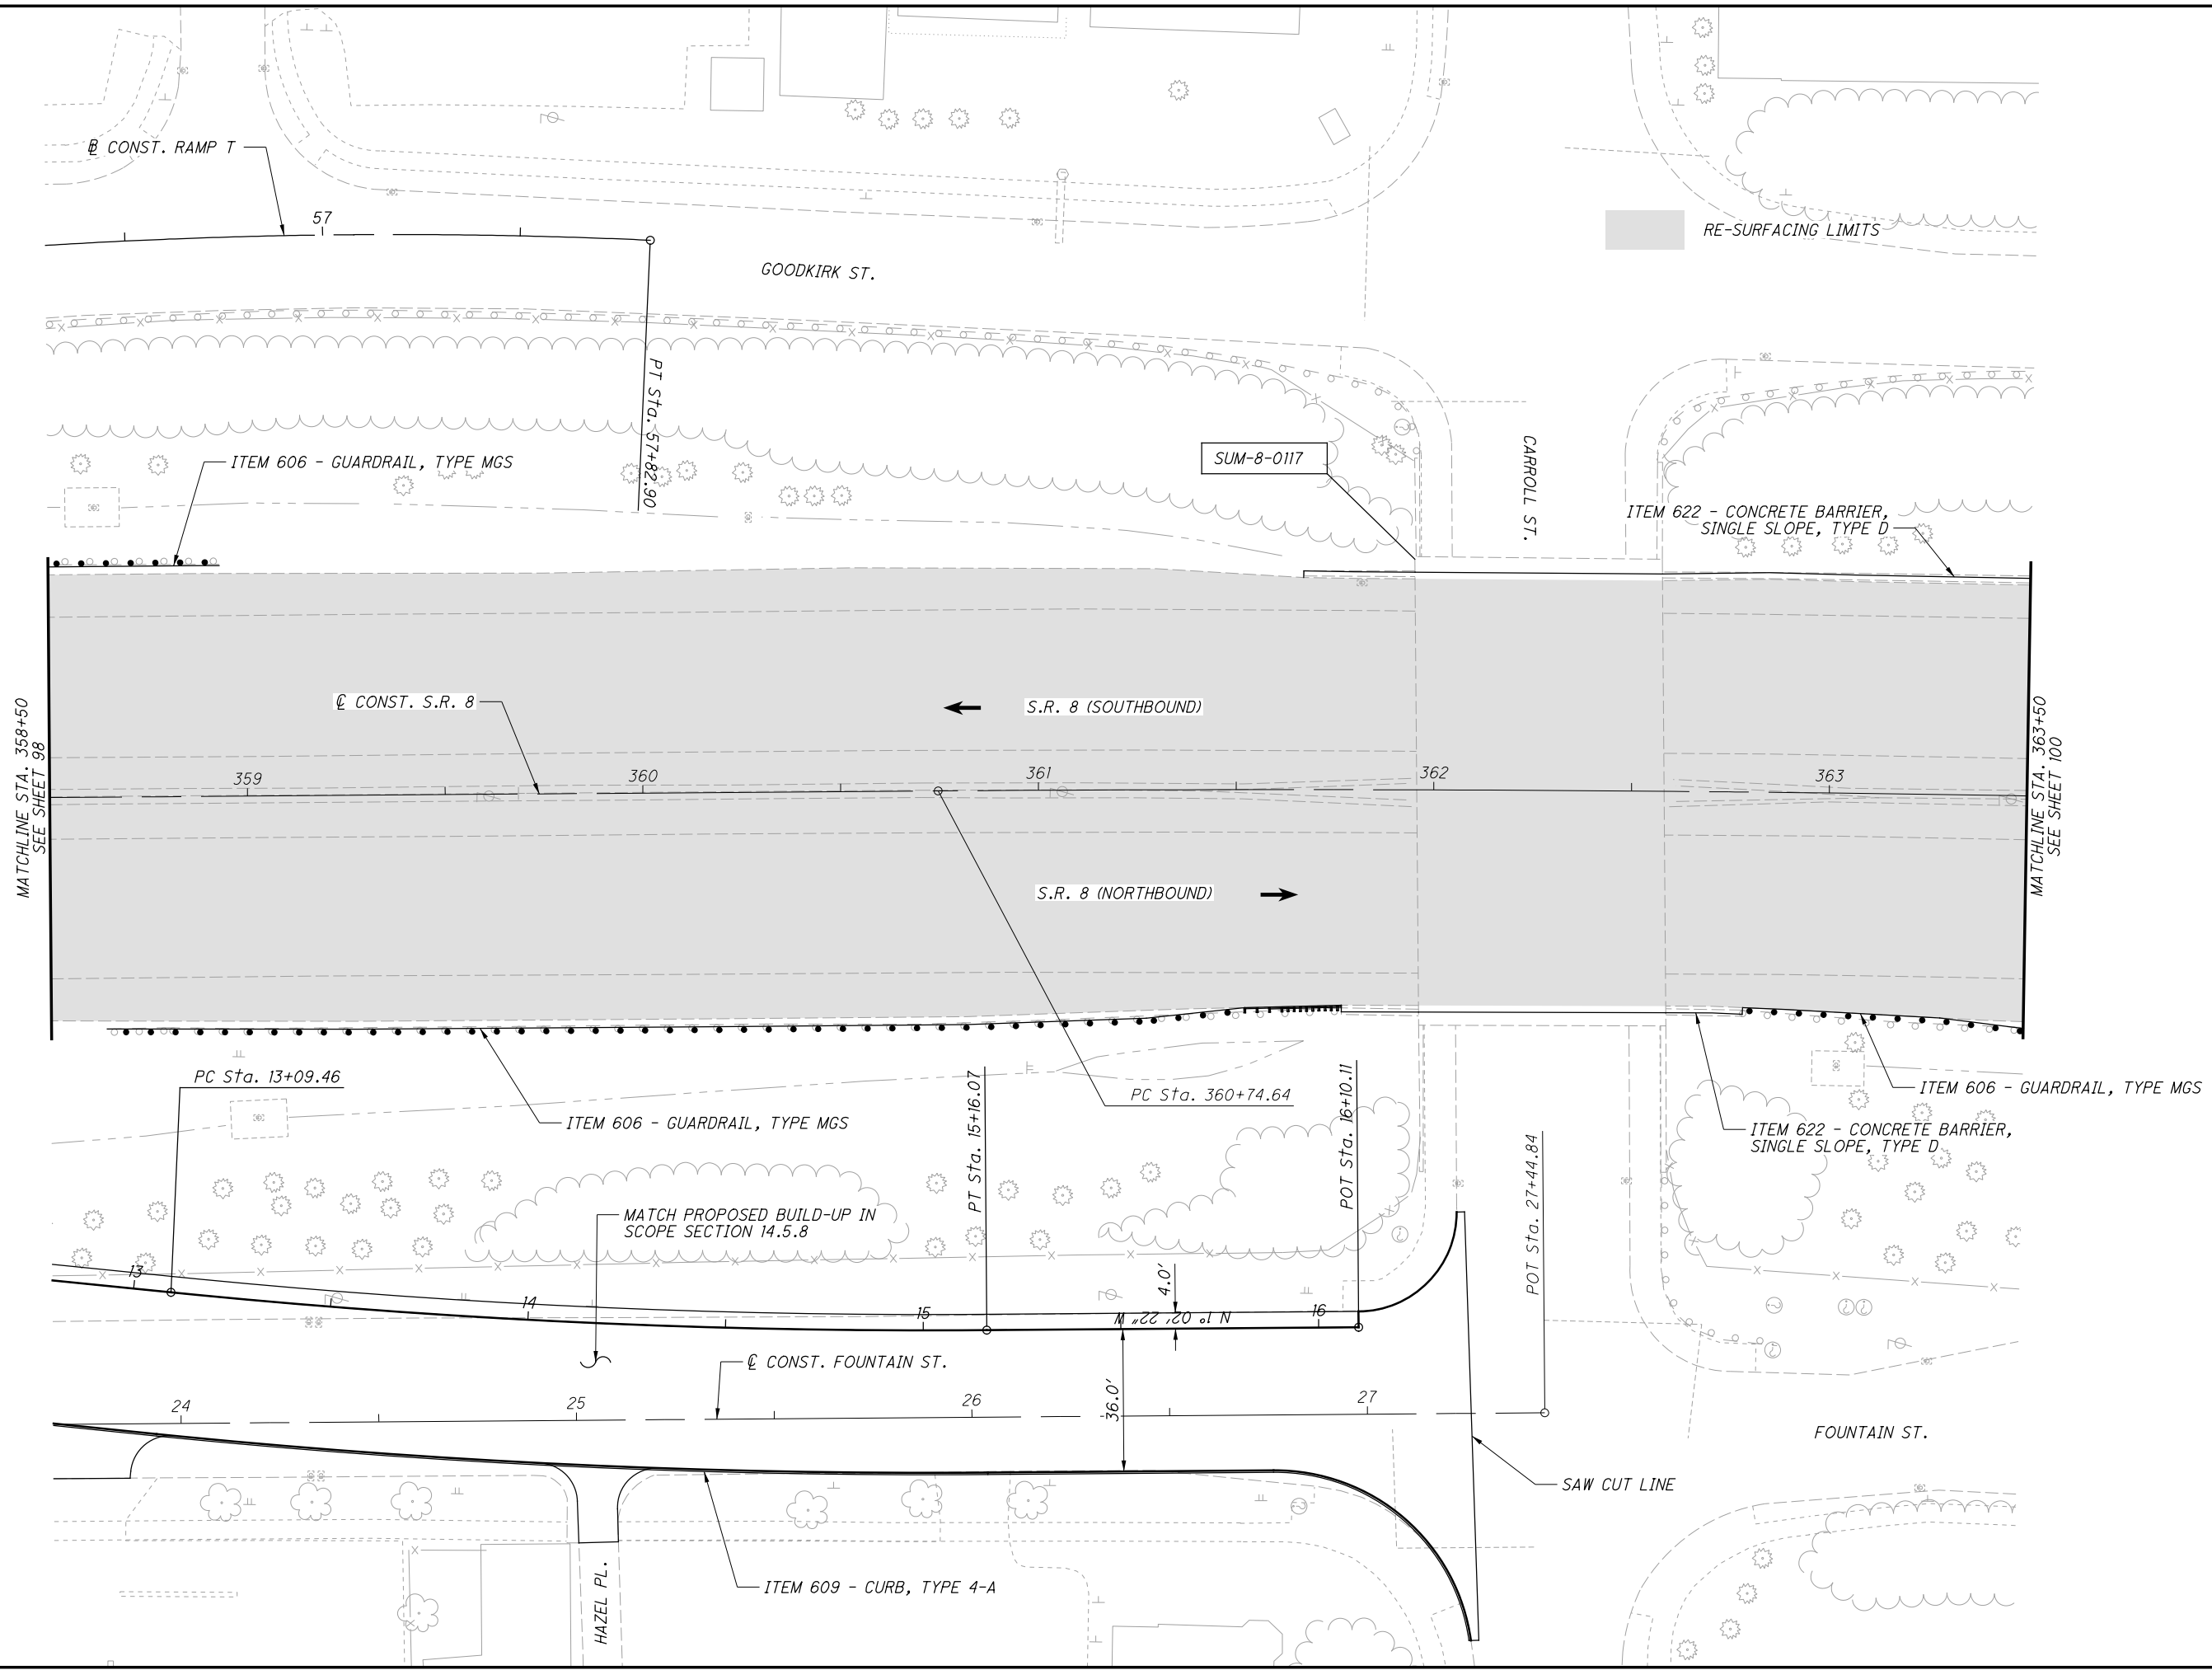 ℄ CONST. RAMP T
57
GOODKIRK ST.
RE-SURFACING LIMITS
PT Sta. 57+82.90
ITEM 606 - GUARDRAIL, TYPE MGS
SUM-8-0117
CARROLL ST.
ITEM 622 - CONCRETE BARRIER,
SINGLE SLOPE, TYPE D
MATCHLINE STA. 358+50
SEE SHEET 98
℄ CONST. S.R. 8
S.R. 8 (SOUTHBOUND)
359
360
361
362
363
MATCHLINE STA. 363+50
SEE SHEET 100
S.R. 8 (NORTHBOUND)
PC Sta. 13+09.46
ITEM 606 - GUARDRAIL, TYPE MGS
PT Sta. 15+16.07
PC Sta. 360+74.64
POT Sta. 16+10.11
POT Sta. 27+44.84
ITEM 606 - GUARDRAIL, TYPE MGS
ITEM 622 - CONCRETE BARRIER,
SINGLE SLOPE, TYPE D
MATCH PROPOSED BUILD-UP IN
SCOPE SECTION 14.5.8
13
14
15
16
4.0'
N 1° 02' 22" W
℄ CONST. FOUNTAIN ST.
36.0'
24
25
26
27
FOUNTAIN ST.
SAW CUT LINE
HAZEL PL.
ITEM 609 - CURB, TYPE 4-A